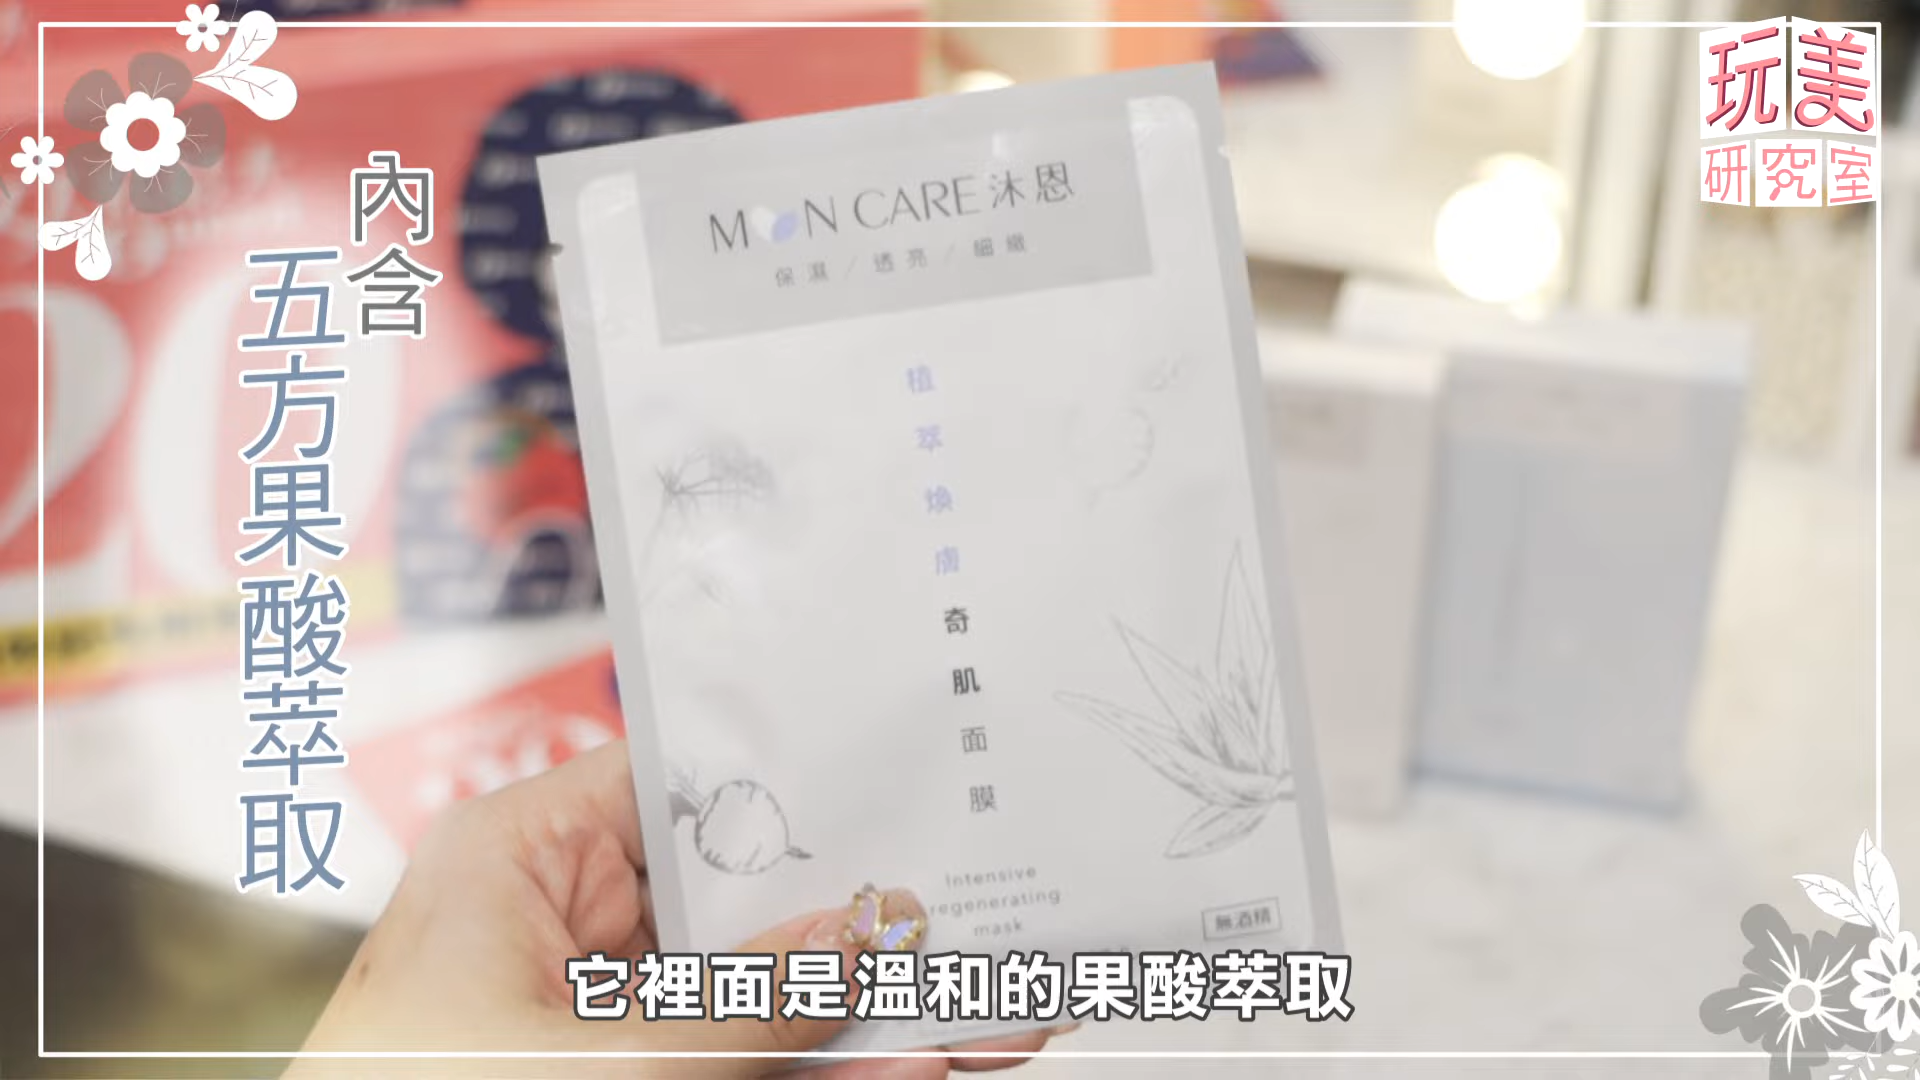 玩美
研究室
內含
五方果酸萃取
MOON CARE 沐恩
保濕 / 透亮 / 細緻
植萃煥膚奇肌面膜
Intensive
regenerating
mask
無酒精
它裡面是溫和的果酸萃取
20